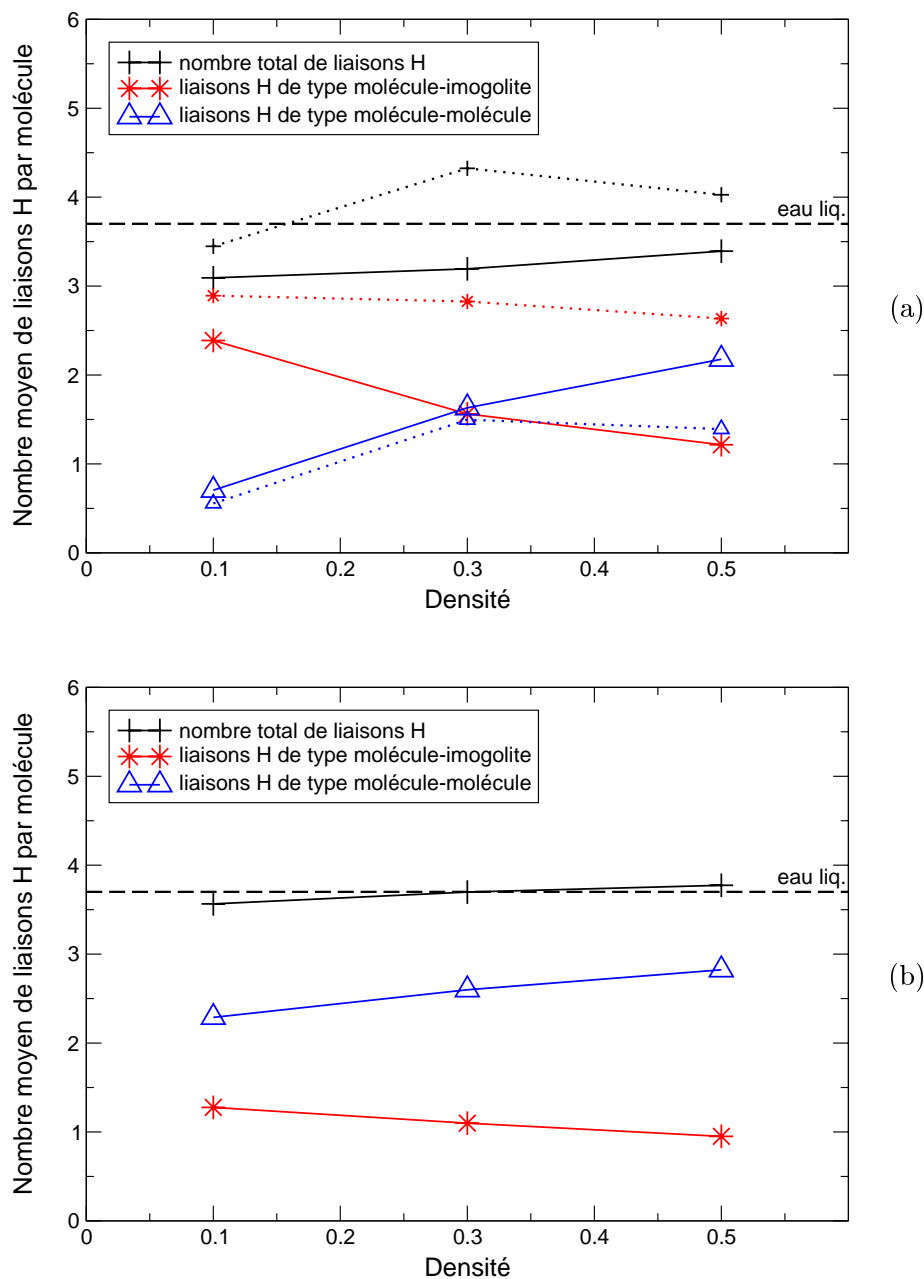 6
5
4
3
2
1
0
Nombre moyen de liaisons H par molécule
nombre total de liaisons H
liaisons H de type molécule-imogolite
liaisons H de type molécule-molécule
eau liq.
(a)
0 0.1 0.2 0.3 0.4 0.5
Densité
6
5
4
3
2
1
0
Nombre moyen de liaisons H par molécule
nombre total de liaisons H
liaisons H de type molécule-imogolite
liaisons H de type molécule-molécule
eau liq.
(b)
0 0.1 0.2 0.3 0.4 0.5
Densité